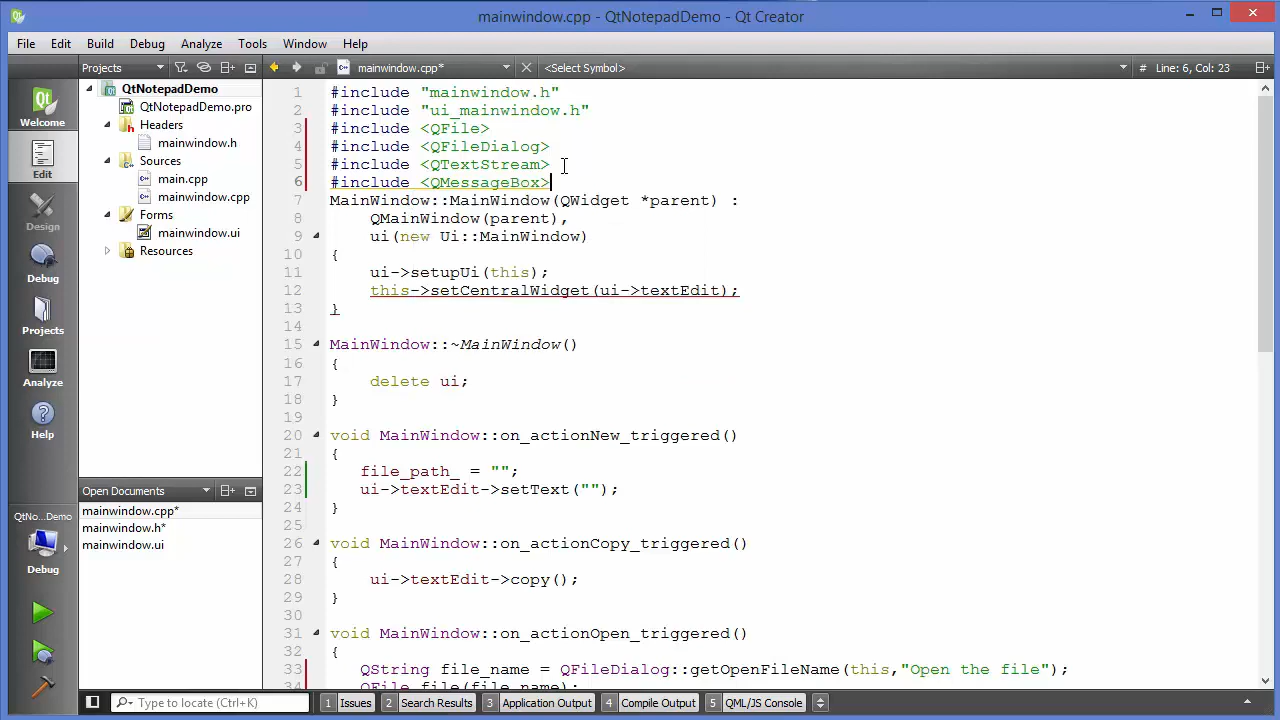 mainwindow.cpp - QtNotepadDemo - Qt Creator
File Edit Build Debug Analyze Tools Window Help
Projects mainwindow.cpp* <Select Symbol> # Line: 6, Col: 23
Welcome
Edit
Design
Debug
Projects
Analyze
Help
QtNo...Demo
Debug
QtNotepadDemo
QtNotepadDemo.pro
Headers
mainwindow.h
Sources
main.cpp
mainwindow.cpp
Forms
mainwindow.ui
Resources
Open Documents
mainwindow.cpp*
mainwindow.h*
mainwindow.ui
1 #include "mainwindow.h"
2 #include "ui_mainwindow.h"
3 #include <QFile>
4 #include <QFileDialog>
5 #include <QTextStream>
6 #include <QMessageBox>
7 MainWindow::MainWindow(QWidget *parent) :
8 QMainWindow(parent),
9 ui(new Ui::MainWindow)
10 {
11 ui->setupUi(this);
12 this->setCentralWidget(ui->textEdit);
13 }
14
15 MainWindow::~MainWindow()
16 {
17 delete ui;
18 }
19
20 void MainWindow::on_actionNew_triggered()
21 {
22 file_path_ = "";
23 ui->textEdit->setText("");
24 }
25
26 void MainWindow::on_actionCopy_triggered()
27 {
28 ui->textEdit->copy();
29 }
30
31 void MainWindow::on_actionOpen_triggered()
32 {
33 QString file_name = QFileDialog::getOpenFileName(this,"Open the file");
34 QFile file(file_name);
Type to locate (Ctrl+K) 1 Issues 2 Search Results 3 Application Output 4 Compile Output 5 QML/JS Console